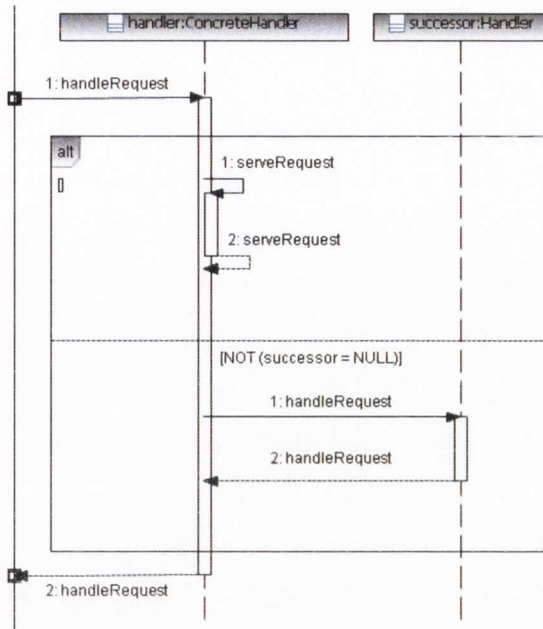 handler:ConcreteHandler
successor:Handler
1: handleRequest
alt
[]
1: serveRequest
2: serveRequest
[NOT (successor = NULL)]
1: handleRequest
2: handleRequest
2: handleRequest